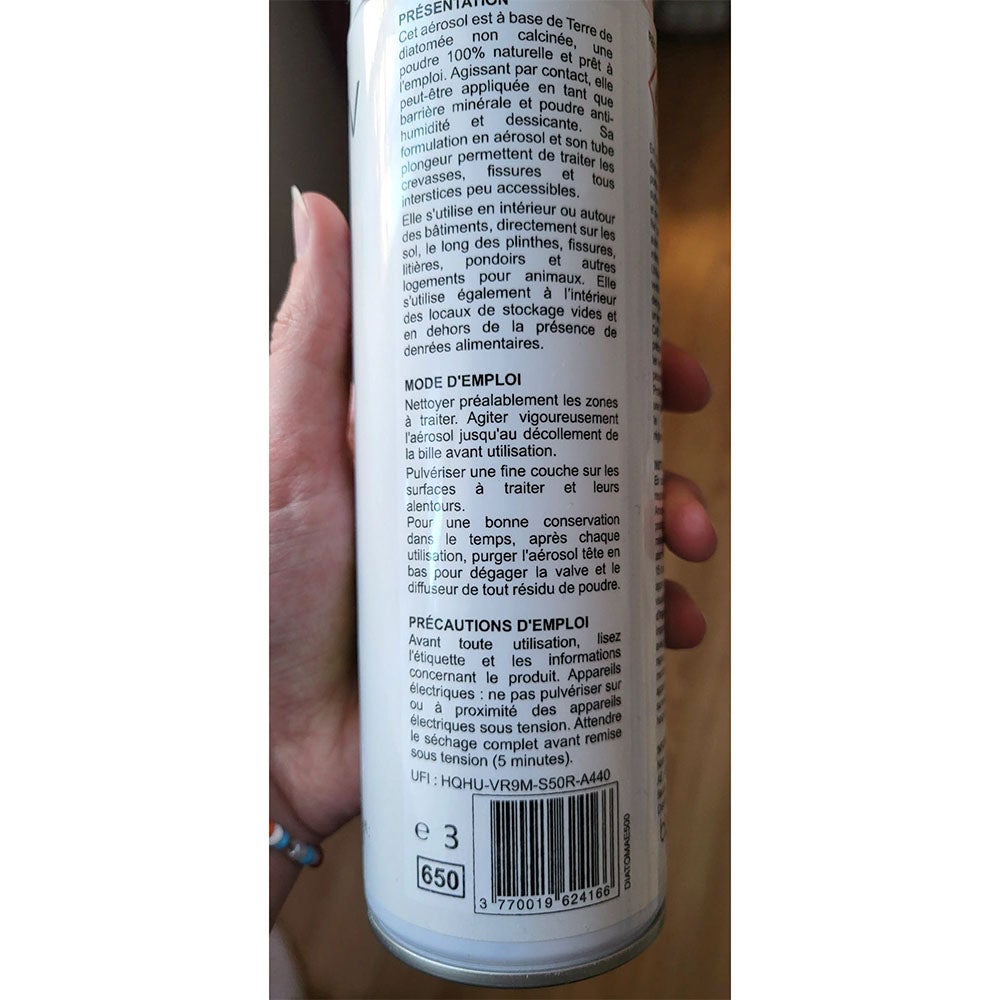 PRÉSENTATION
Cet aérosol est à base de Terre de
diatomée non calcinée, une
poudre 100% naturelle et prêt à
l'emploi. Agissant par contact, elle
peut-être appliquée en tant que
barrière minérale et poudre anti-
humidité et dessicante. Sa
formulation en aérosol et son tube
plongeur permettent de traiter les
crevasses, fissures et tous
interstices peu accessibles.
Elle s'utilise en intérieur ou autour
des bâtiments, directement sur les
sol, le long des plinthes, fissures,
litières, pondoirs et autres
logements pour animaux. Elle
s'utilise également à l'intérieur
des locaux de stockage vides et
en dehors de la présence de
denrées alimentaires.
MODE D'EMPLOI
Nettoyer préalablement les zones
à traiter. Agiter vigoureusement
l'aérosol jusqu'au décollement de
la bille avant utilisation.
Pulvériser une fine couche sur les
surfaces à traiter et leurs
alentours.
Pour une bonne conservation
dans le temps, après chaque
utilisation, purger l'aérosol tête en
bas pour dégager la valve et le
diffuseur de tout résidu de poudre.
PRÉCAUTIONS D'EMPLOI
Avant toute utilisation, lisez
l'étiquette et les informations
concernant le produit. Appareils
électriques : ne pas pulvériser sur
ou à proximité des appareils
électriques sous tension. Attendre
le séchage complet avant remise
sous tension (5 minutes).
UFI : HQHU-VR9M-S50R-A440
e 3
650
3 770019 624166
DIATOMAE500